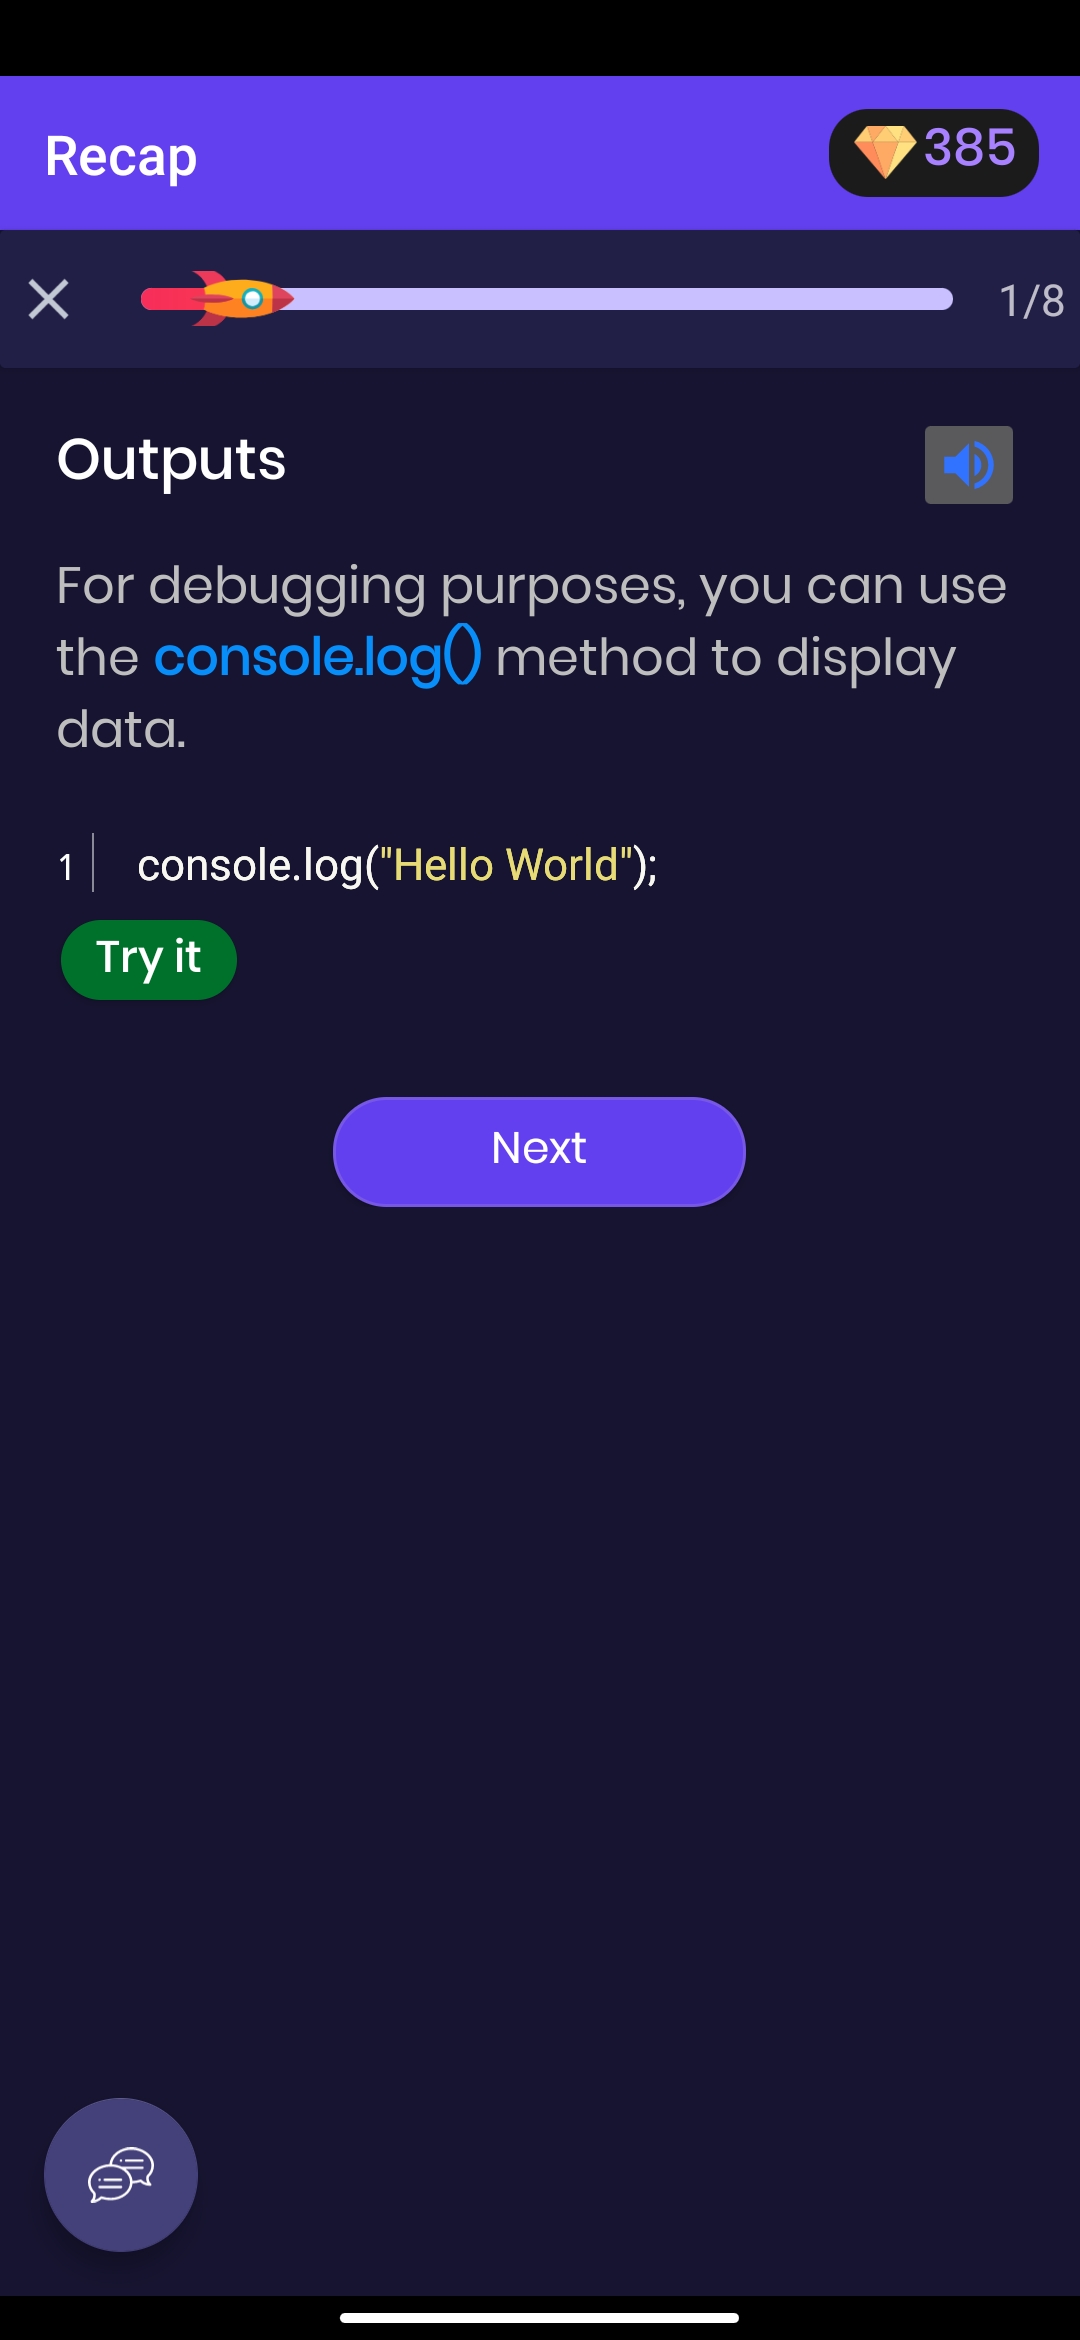 Recap
385
1/8
Outputs
For debugging purposes, you can use
the console.log() method to display
data.
1 console.log("Hello World");
Try it
Next